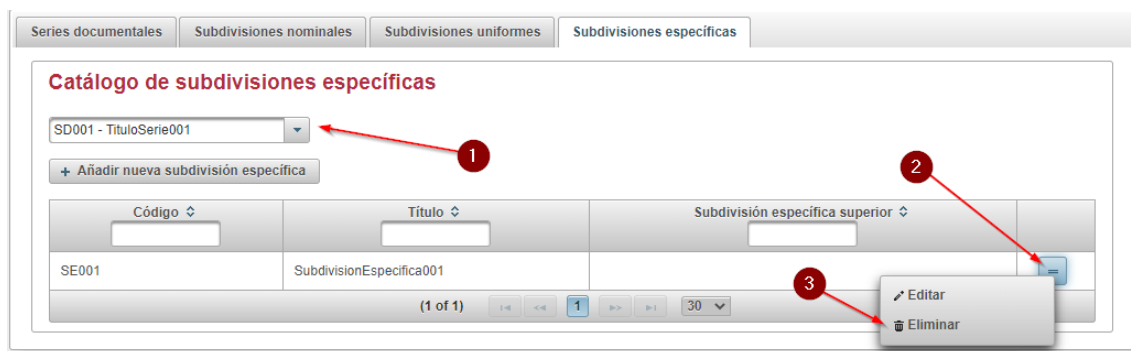 Series documentales Subdivisiones nominales Subdivisiones uniformes Subdivisiones específicas
Catálogo de subdivisiones específicas
SD001 - TituloSerie001
1
+ Añadir nueva subdivisión específica
2
Código Título Subdivisión específica superior
SE001 SubdivisionEspecifica001 =
3
Editar
(1 of 1) 1 30
Eliminar